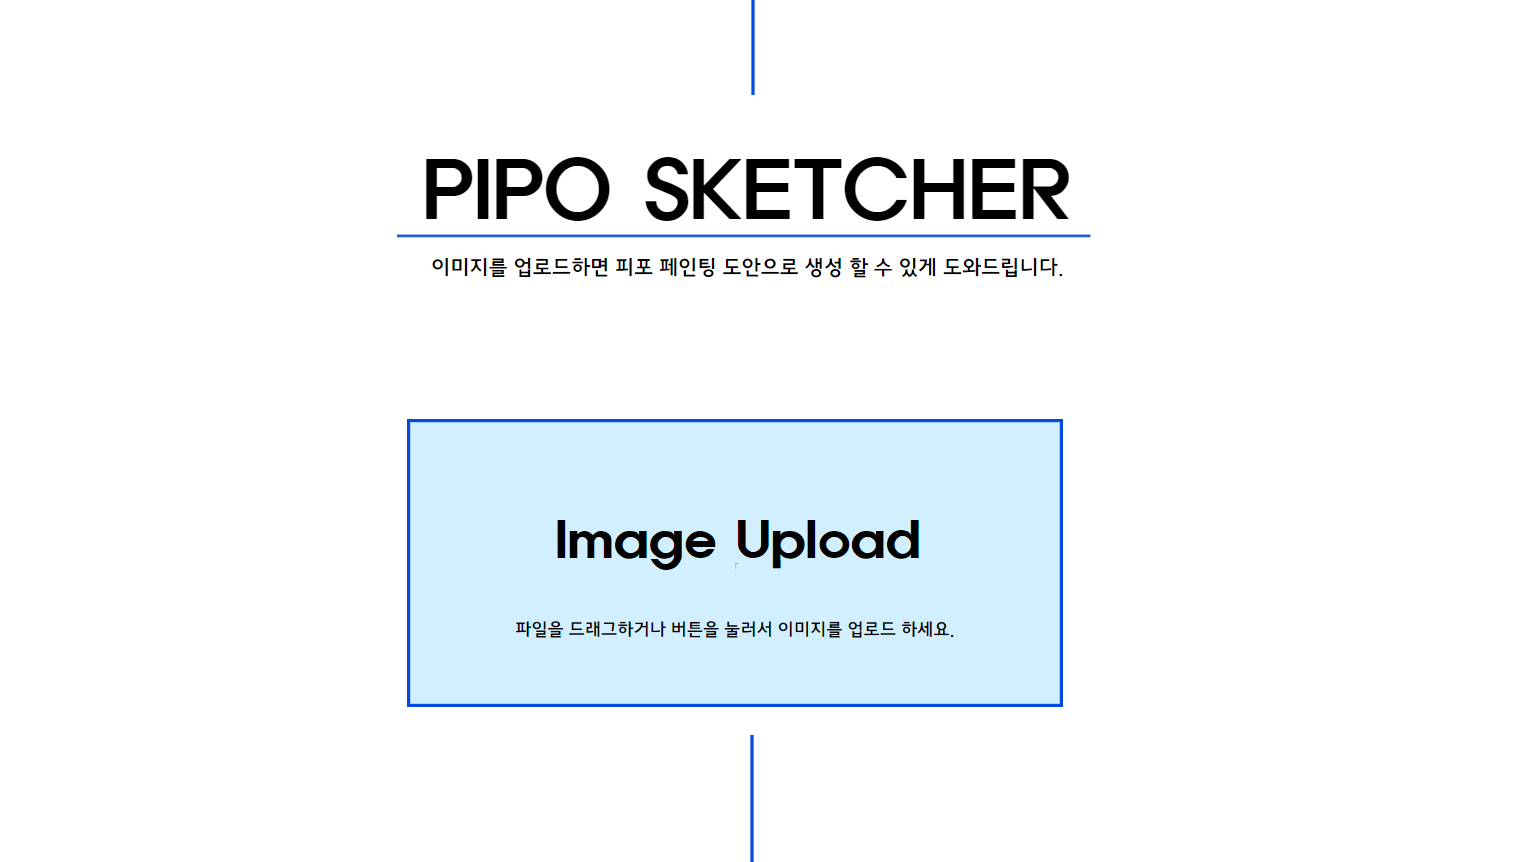 PIPO SKETCHER
이미지를 업로드하면 피포 페인팅 도안으로 생성 할 수 있게 도와드립니다.
Image Upload
파일을 드래그하거나 버튼을 눌러서 이미지를 업로드 하세요.